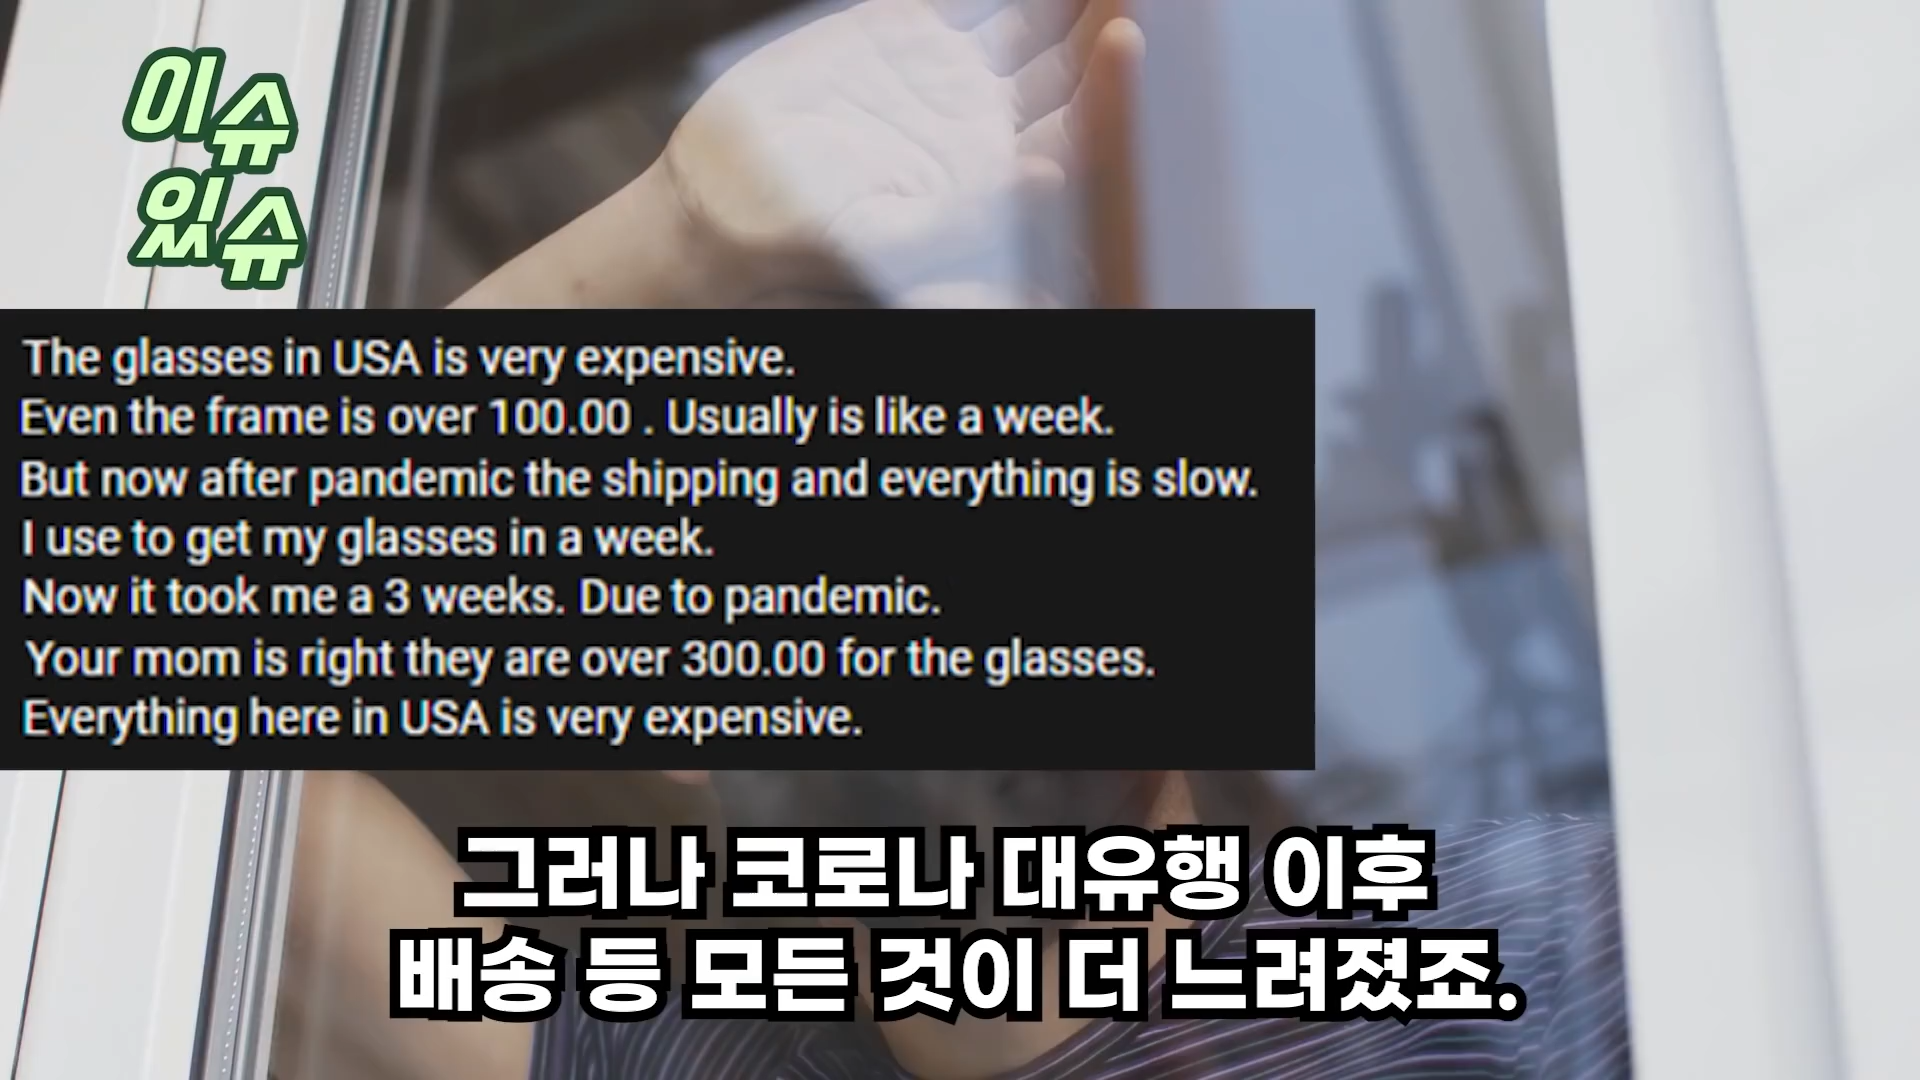 이슈
있슈
The glasses in USA is very expensive.
Even the frame is over 100.00 . Usually is like a week.
But now after pandemic the shipping and everything is slow.
I use to get my glasses in a week.
Now it took me a 3 weeks. Due to pandemic.
Your mom is right they are over 300.00 for the glasses.
Everything here in USA is very expensive.
그러나 코로나 대유행 이후
배송 등 모든 것이 더 느려졌죠.